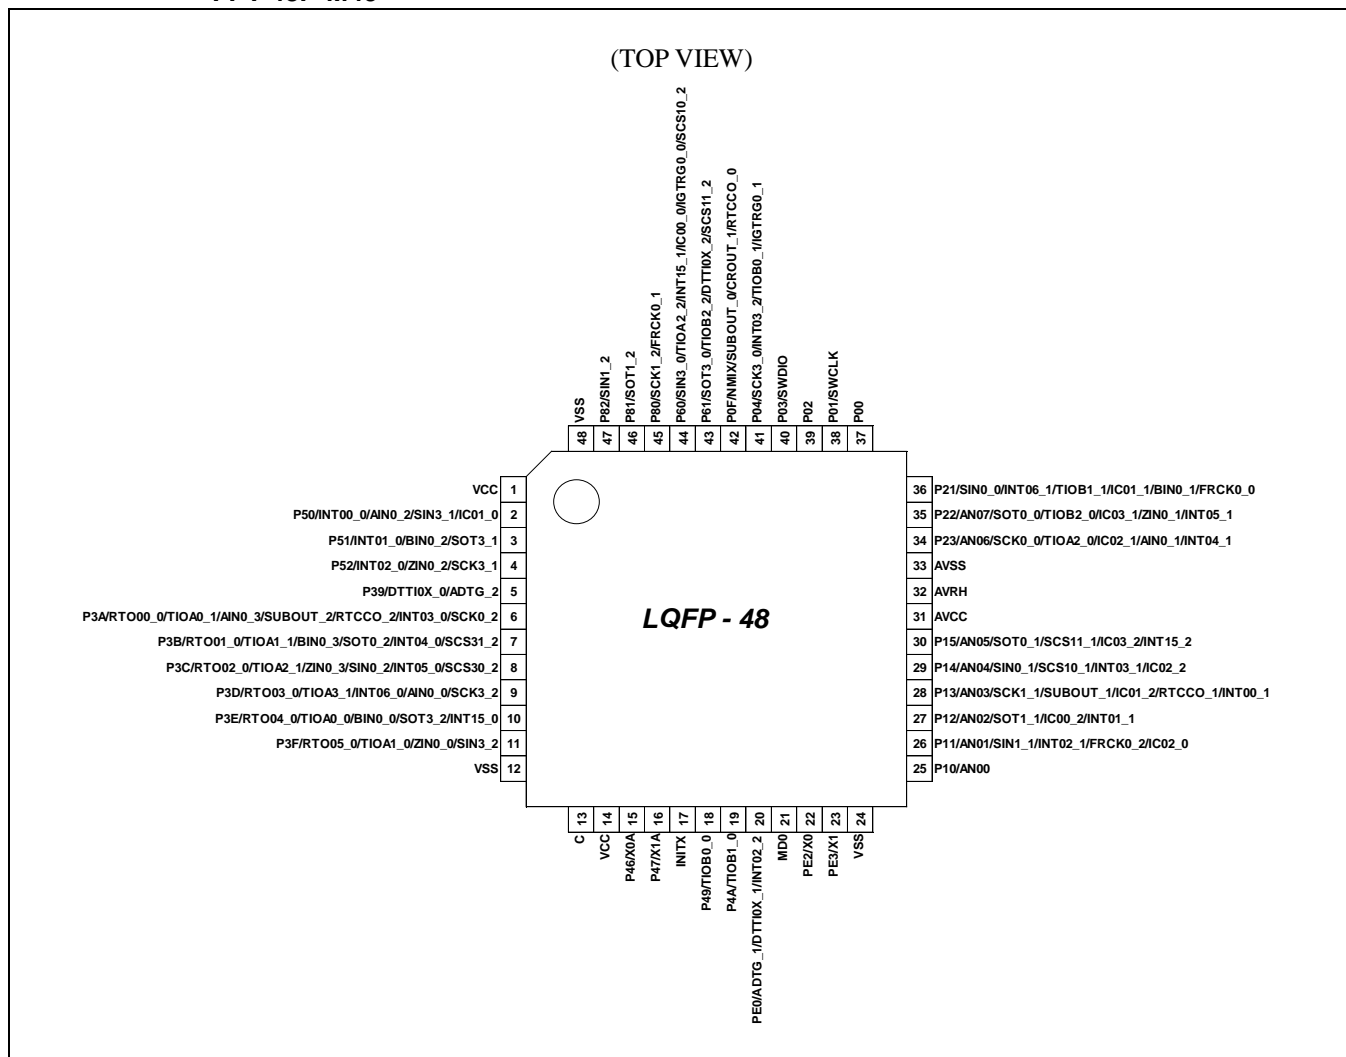 (TOP VIEW)
VSS
P82/SIN1_2
P81/SOT1_2
P80/SCK1_2/FRCK0_1
P60/SIN3_0/TIOA2_2/INT15_1/IC00_0/IGTRG0_0/SCS10_2
P61/SOT3_0/TIOB2_2/DTTI0X_2/SCS11_2
P0F/NMIX/SUBOUT_0/CROUT_1/RTCCO_0
P04/SCK3_0/INT03_2/TIOB0_1/IGTRG0_1
P03/SWDIO
P02
P01/SWCLK
P00
48 47 46 45 44 43 42 41 40 39 38 37
VCC 1
P50/INT00_0/AIN0_2/SIN3_1/IC01_0 2
P51/INT01_0/BIN0_2/SOT3_1 3
P52/INT02_0/ZIN0_2/SCK3_1 4
P39/DTTI0X_0/ADTG_2 5
P3A/RTO00_0/TIOA0_1/AIN0_3/SUBOUT_2/RTCCO_2/INT03_0/SCK0_2 6
P3B/RTO01_0/TIOA1_1/BIN0_3/SOT0_2/INT04_0/SCS31_2 7
P3C/RTO02_0/TIOA2_1/ZIN0_3/SIN0_2/INT05_0/SCS30_2 8
P3D/RTO03_0/TIOA3_1/INT06_0/AIN0_0/SCK3_2 9
P3E/RTO04_0/TIOA0_0/BIN0_0/SOT3_2/INT15_0 10
P3F/RTO05_0/TIOA1_0/ZIN0_0/SIN3_2 11
VSS 12
LQFP - 48
36 P21/SIN0_0/INT06_1/TIOB1_1/IC01_1/BIN0_1/FRCK0_0
35 P22/AN07/SOT0_0/TIOB2_0/IC03_1/ZIN0_1/INT05_1
34 P23/AN06/SCK0_0/TIOA2_0/IC02_1/AIN0_1/INT04_1
33 AVSS
32 AVRH
31 AVCC
30 P15/AN05/SOT0_1/SCS11_1/IC03_2/INT15_2
29 P14/AN04/SIN0_1/SCS10_1/INT03_1/IC02_2
28 P13/AN03/SCK1_1/SUBOUT_1/IC01_2/RTCCO_1/INT00_1
27 P12/AN02/SOT1_1/IC00_2/INT01_1
26 P11/AN01/SIN1_1/INT02_1/FRCK0_2/IC02_0
25 P10/AN00
13 14 15 16 17 18 19 20 21 22 23 24
C
VCC
P46/X0A
P47/X1A
INITX
P49/TIOB0_0
P4A/TIOB1_0
PE0/ADTG_1/DTTI0X_1/INT02_2
MD0
PE2/X0
PE3/X1
VSS